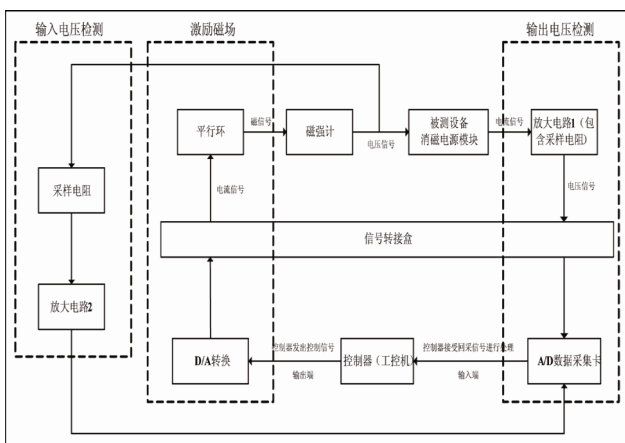 输入电压检测
激励磁场
输出电压检测
平行环
磁信号
磁强计
电压信号
被测设备
消磁电源模块
电流信号
放大电路1（包
含采样电阻）
采样电阻
电流信号
电压信号
信号转接盒
放大电路2
D/A转换
控制器发出控制信号
输出端
控制器（工控机）
控制器接受回采信号进行处理
输入端
A/D数据采集卡